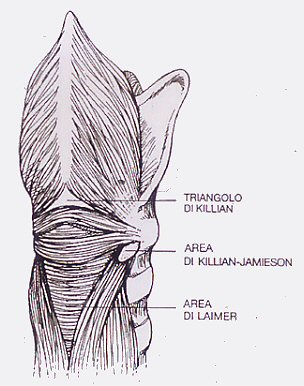 TRIANGOLO
DI KILLIAN
AREA
DI KILLIAN-JAMIESON
AREA
DI LAIMER